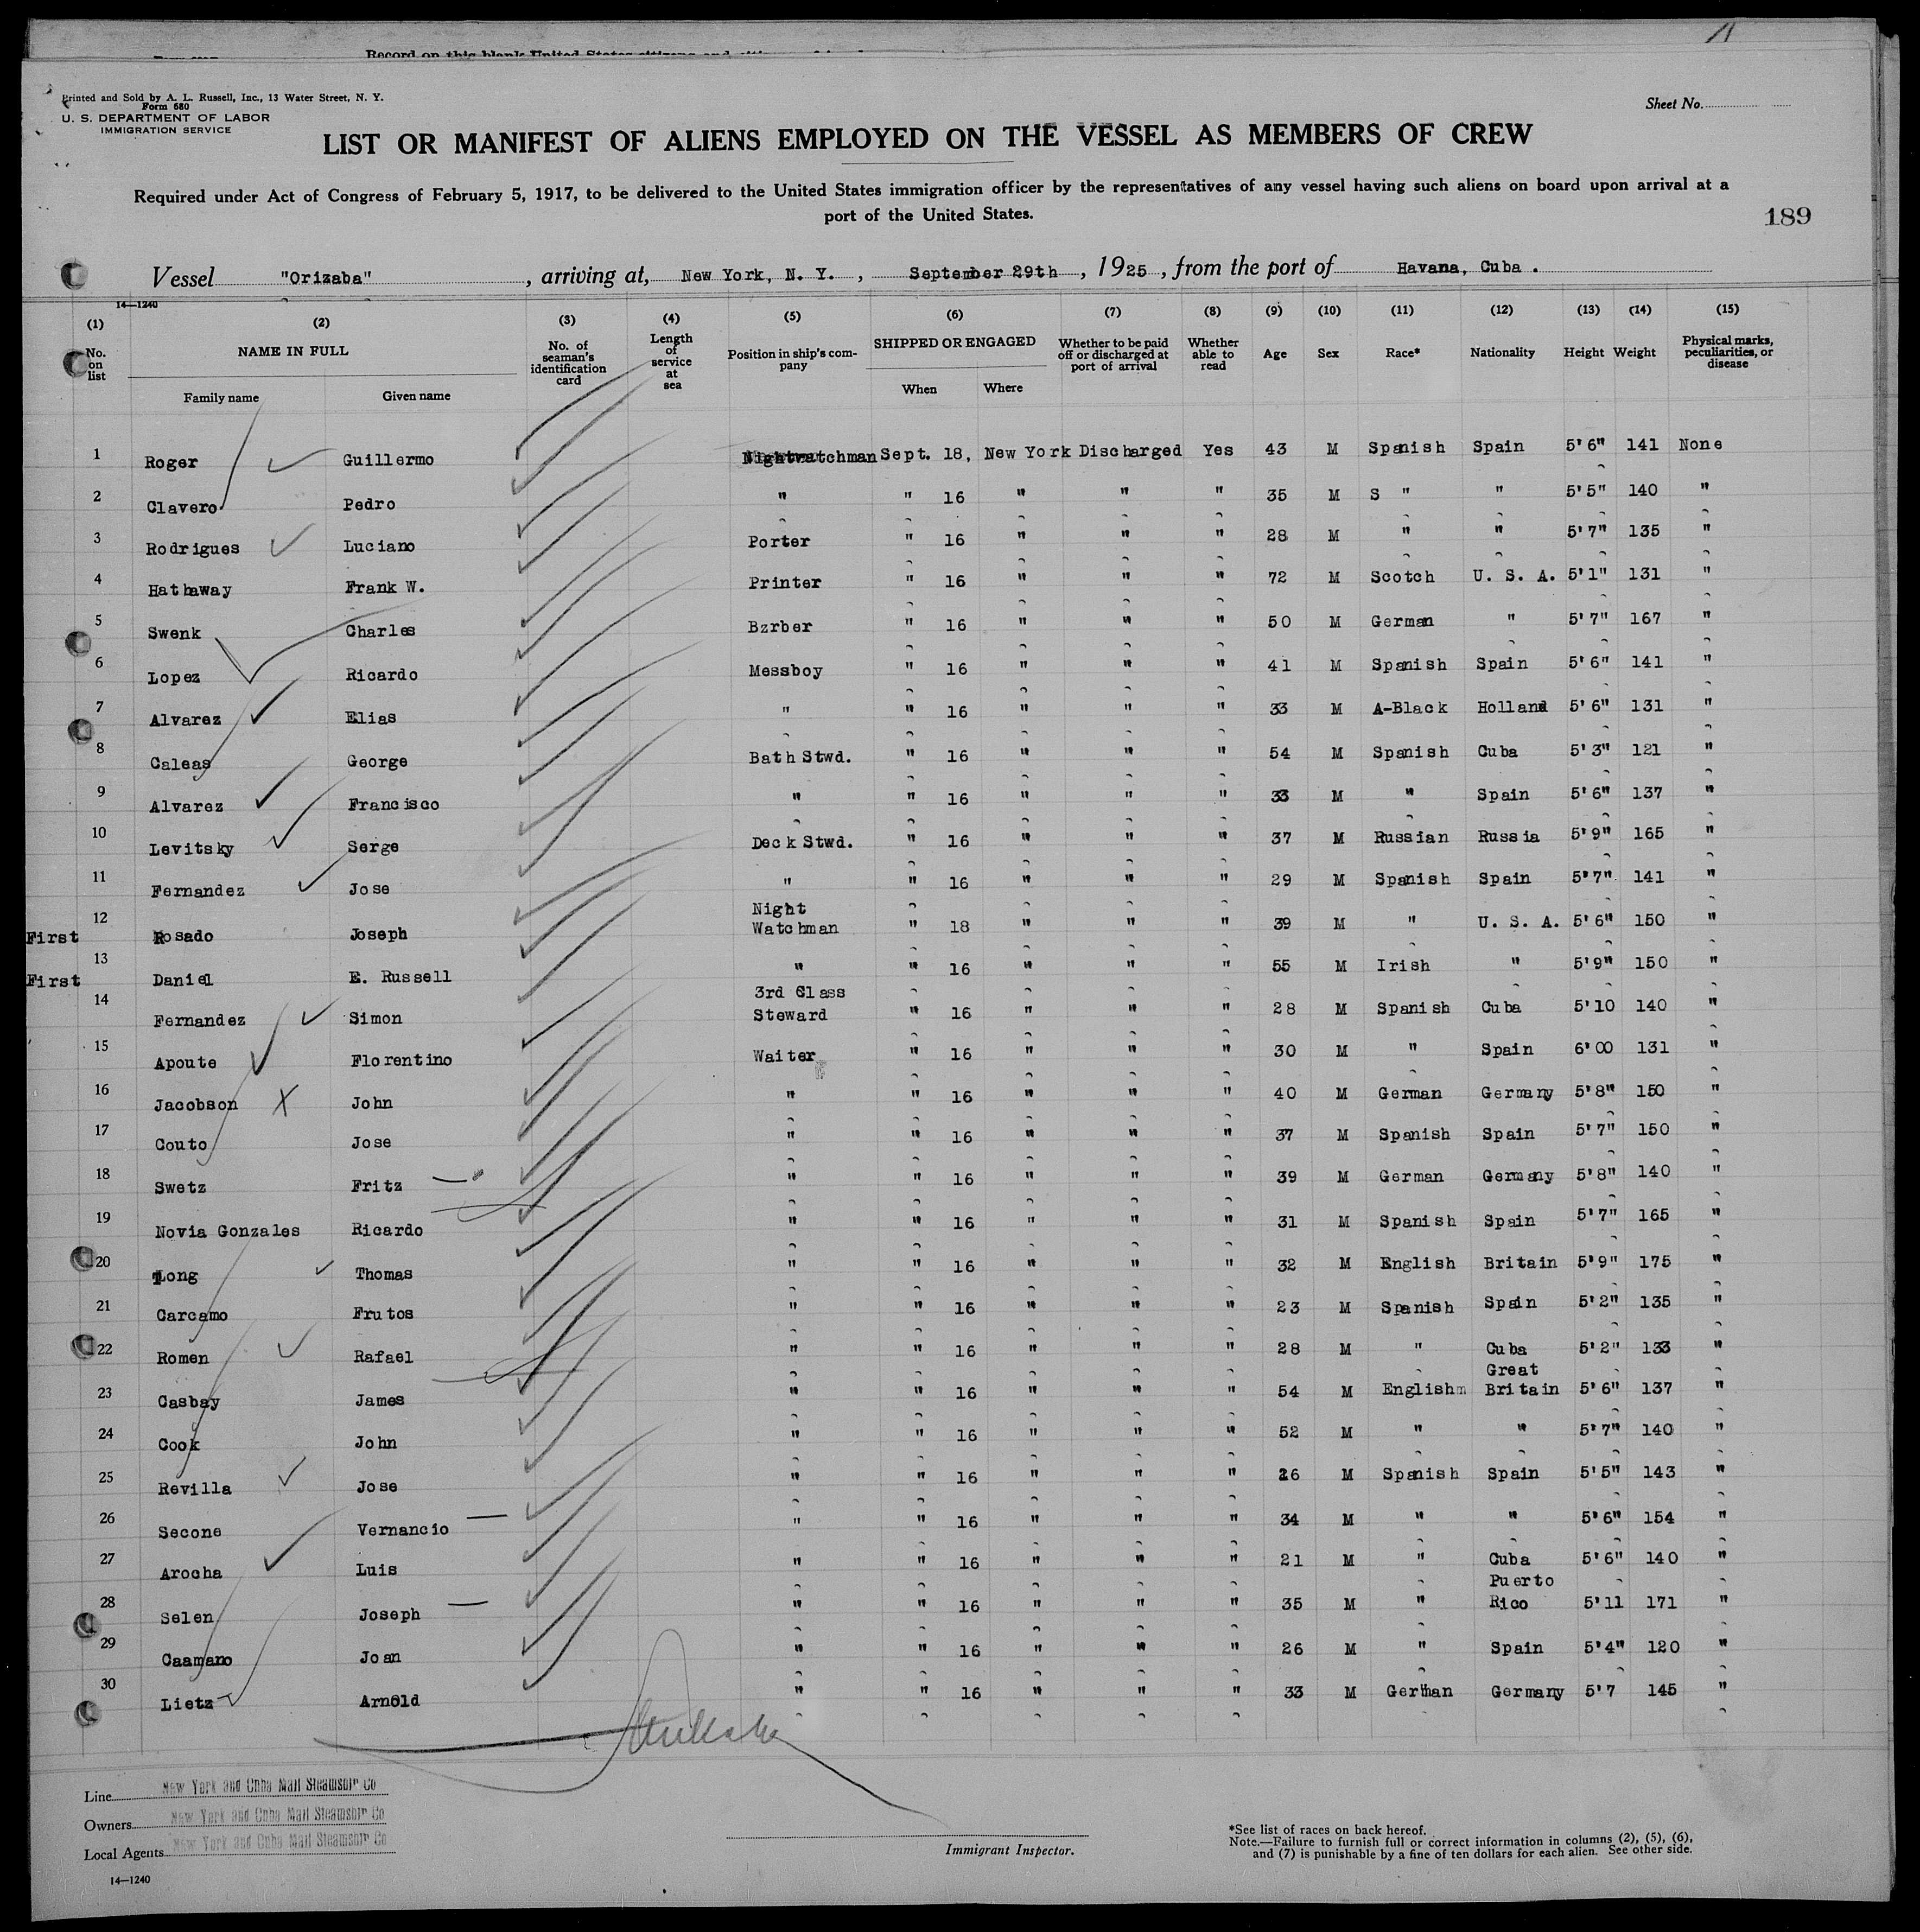 Record on this blank United States citizens and
Printed and Sold by A. L. Russell, Inc., 13 Water Street, N. Y.
Form 680
U. S. DEPARTMENT OF LABOR
IMMIGRATION SERVICE
Sheet No.
LIST OR MANIFEST OF ALIENS EMPLOYED ON THE VESSEL AS MEMBERS OF CREW
Required under Act of Congress of February 5, 1917, to be delivered to the United States immigration officer by the representatives of any vessel having such aliens on board upon arrival at a
port of the United States.
189
Vessel "Orizaba", arriving at, New York, N. Y., September 29th, 1925, from the port of Havana, Cuba.
14—1240
(1) (2) (3) (4) (5) (6) (7) (8) (9) (10) (11) (12) (13) (14) (15)
No. on list NAME IN FULL Family name Given name No. of seaman's identification card Length of service at sea Position in ship's company SHIPPED OR ENGAGED When Where Whether to be paid off or discharged at port of arrival Whether able to read Age Sex Race* Nationality Height Weight Physical marks, peculiarities, or disease
1 Roger Guillermo Nightwatchman Sept. 18, New York Discharged Yes 43 M Spanish Spain 5'6" 141 None
2 Clavero Pedro " " 16 " " " 35 M S " " 5'5" 140 "
3 Rodrigues Luciano Porter " 16 " " " 28 M " " 5'7" 135 "
4 Hathaway Frank W. Printer " 16 " " " 72 M Scotch U. S. A. 5'1" 131 "
5 Swenk Charles Bzrber " 16 " " " 50 M German " 5'7" 167 "
6 Lopez Ricardo Messboy " 16 " " " 41 M Spanish Spain 5'6" 141 "
7 Alvarez Elias " " 16 " " " 33 M A-Black Holland 5'6" 131 "
8 Caleas George Bath Stwd. " 16 " " " 54 M Spanish Cuba 5'3" 121 "
9 Alvarez Francisco " " 16 " " " 33 M " Spain 5'6" 137 "
10 Levitsky Serge Deck Stwd. " 16 " " " 37 M Russian Russia 5'9" 165 "
11 Fernandez Jose " " 16 " " " 29 M Spanish Spain 5'7" 141 "
First 12 Rosado Joseph Night Watchman " 18 " " " 39 M " U. S. A. 5'6" 150 "
First 13 Daniel E. Russell " " 16 " " " 55 M Irish " 5'9" 150 "
14 Fernandez Simon 3rd Class Steward " 16 " " " 28 M Spanish Cuba 5'10 140 "
15 Apoute Florentino Waiter " 16 " " " 30 M " Spain 6'00 131 "
16 Jacobson X John " " 16 " " " 40 M German Germany 5'8" 150 "
17 Couto Jose " " 16 " " " 37 M Spanish Spain 5'7" 150 "
18 Swetz Fritz " " 16 " " " 39 M German Germany 5'8" 140 "
19 Novia Gonzales Ricardo " " 16 " " " 31 M Spanish Spain 5'7" 165 "
20 Long Thomas " " 16 " " " 32 M English Britain 5'9" 175 "
21 Carcamo Frutos " " 16 " " " 23 M Spanish Spain 5'2" 135 "
22 Romen Rafael " " 16 " " " 28 M " Cuba 5'2" 133 "
23 Casbay James " " 16 " " " 54 M English Great Britain 5'6" 137 "
24 Cook John " " 16 " " " 52 M " " 5'7" 140 "
25 Revilla Jose " " 16 " " " 26 M Spanish Spain 5'5" 143 "
26 Secone Vernancio " " 16 " " " 34 M " " 5'6" 154 "
27 Arocha Luis " " 16 " " " 21 M " Cuba 5'6" 140 "
28 Selen Joseph " " 16 " " " 35 M " Puerto Rico 5'11 171 "
29 Caamano Joan " " 16 " " " 26 M " Spain 5'4" 120 "
30 Lietz Arnold " " 16 " " " 33 M German Germany 5'7 145 "
Line New York and Cuba Mail Steamship Co
Owners New York and Cuba Mail Steamship Co
Local Agents New York and Cuba Mail Steamship Co
14—1240
Immigrant Inspector.
*See list of races on back hereof.
Note.—Failure to furnish full or correct information in columns (2), (5), (6),
and (7) is punishable by a fine of ten dollars for each alien. See other side.